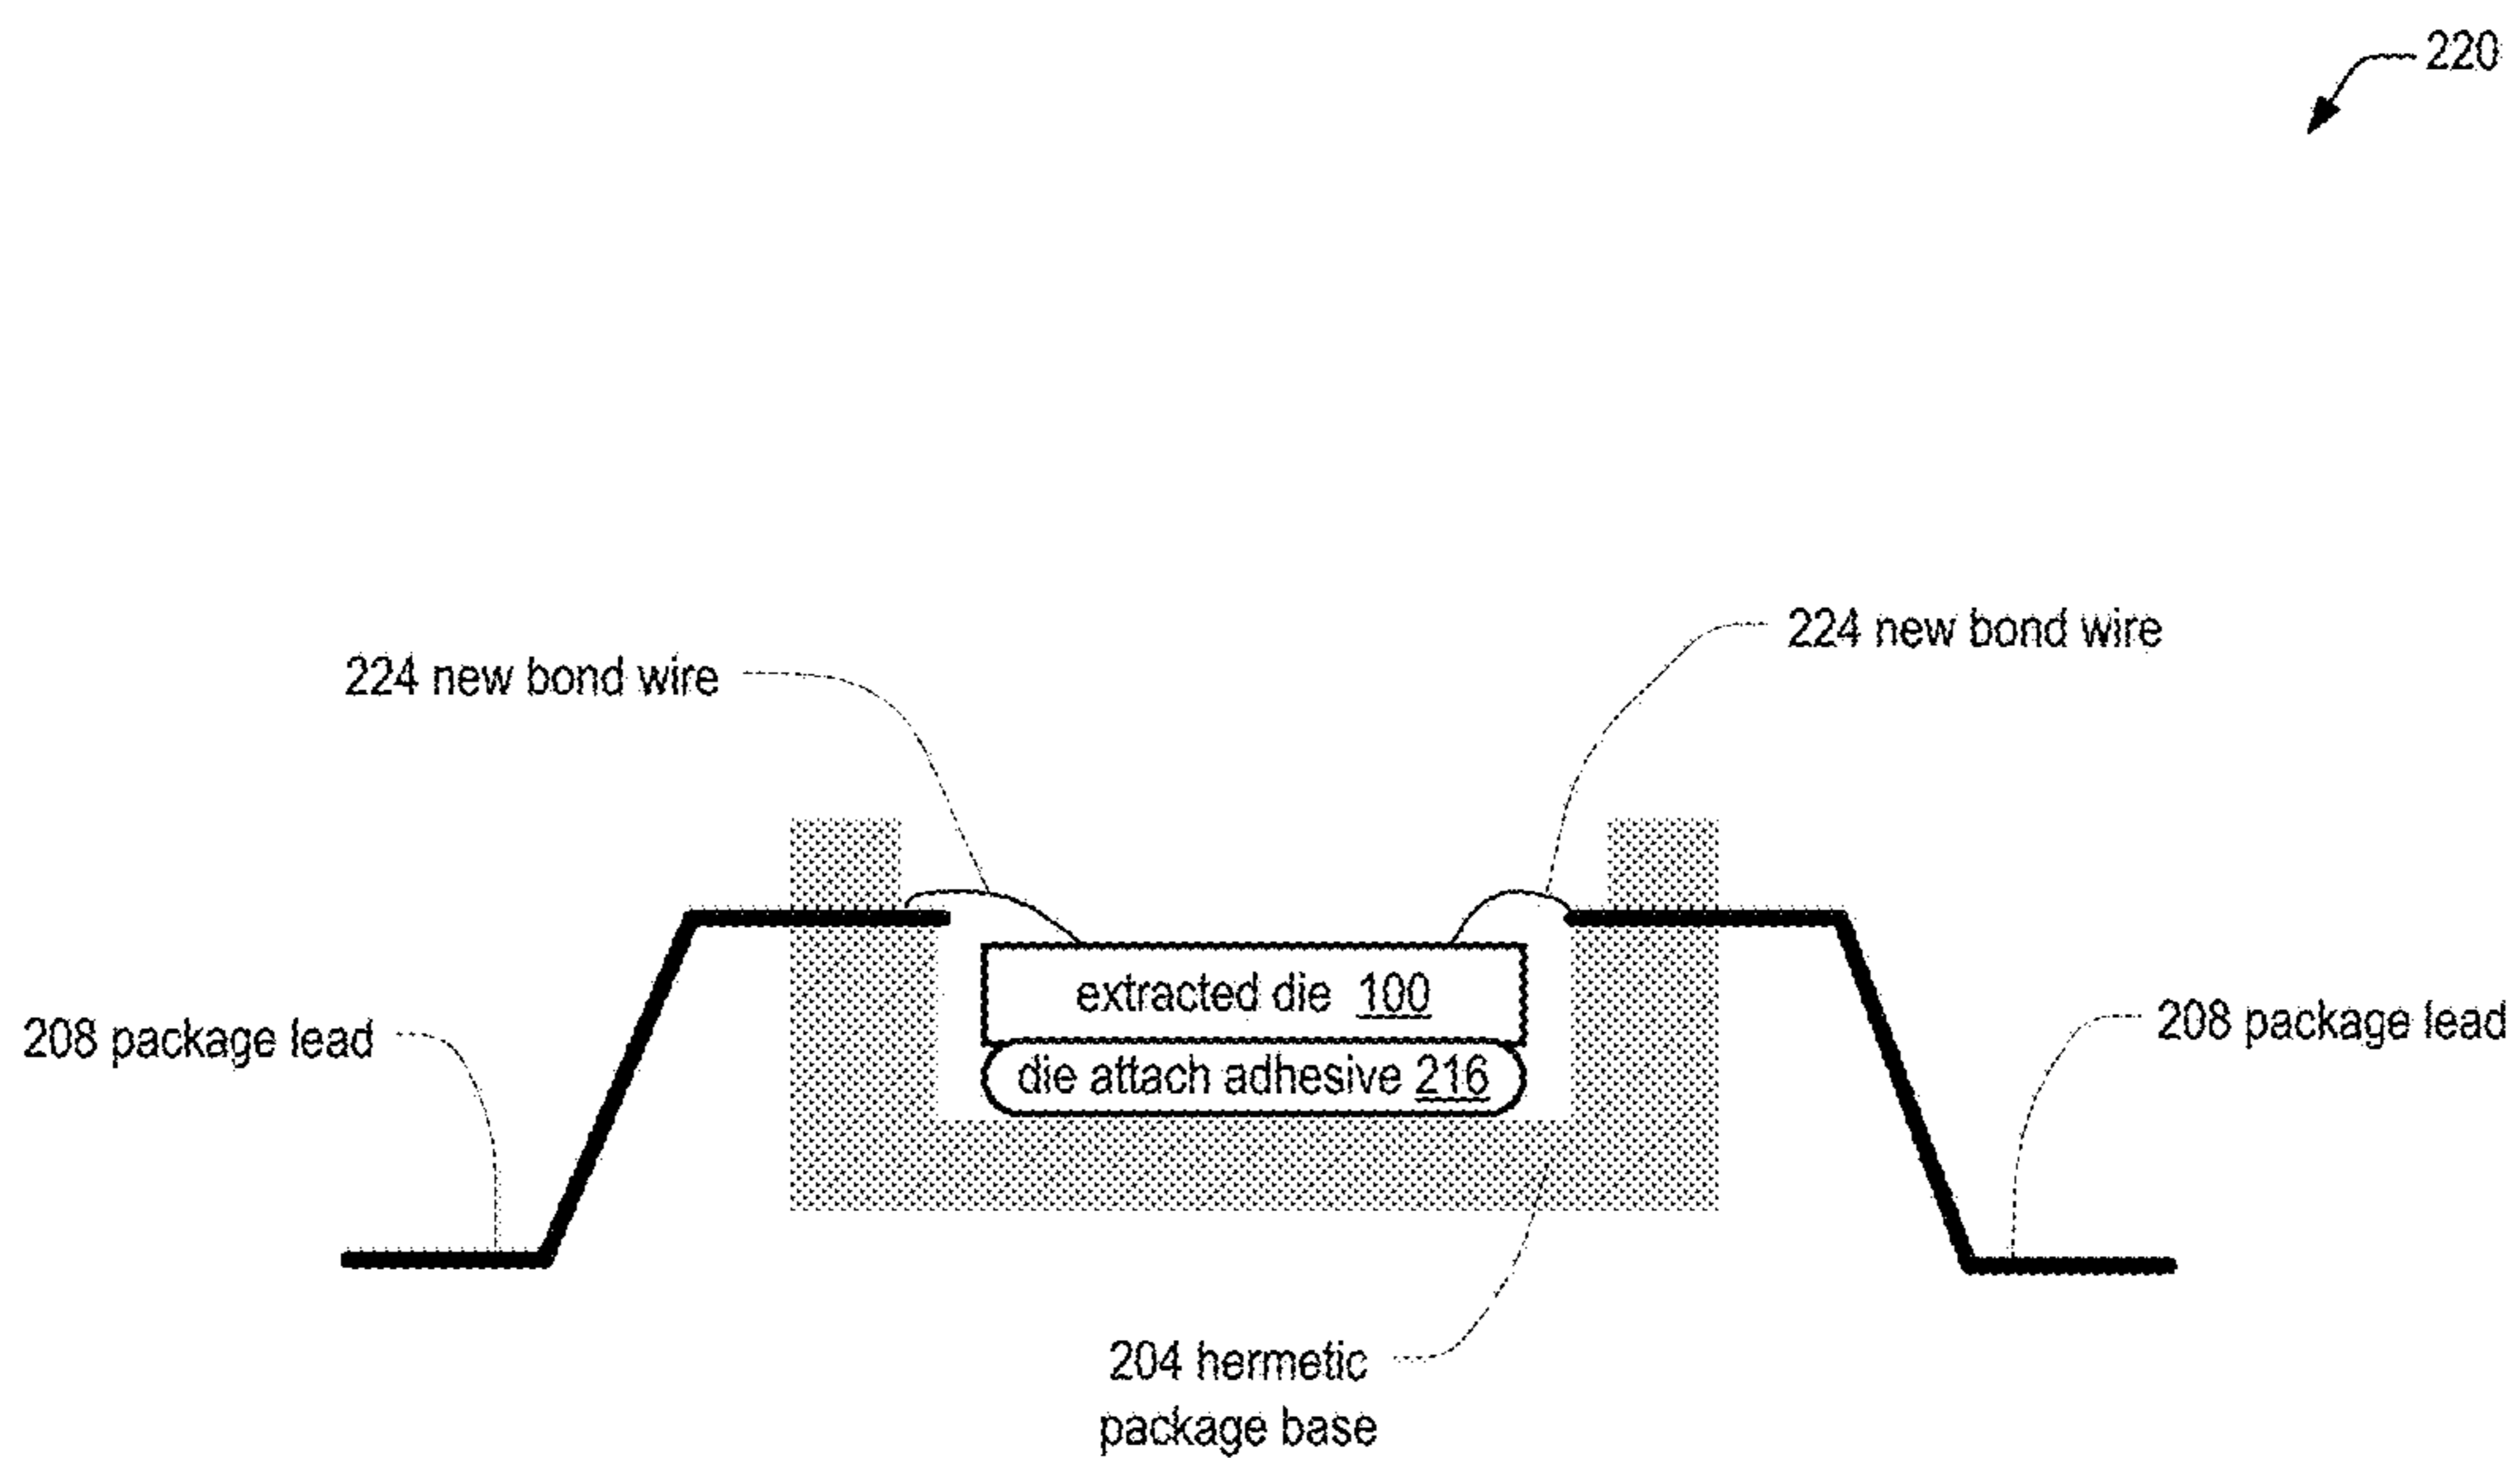 220
224 new bond wire
224 new bond wire
extracted die 100
208 package lead
208 package lead
die attach adhesive 216
204 hermetic
package base